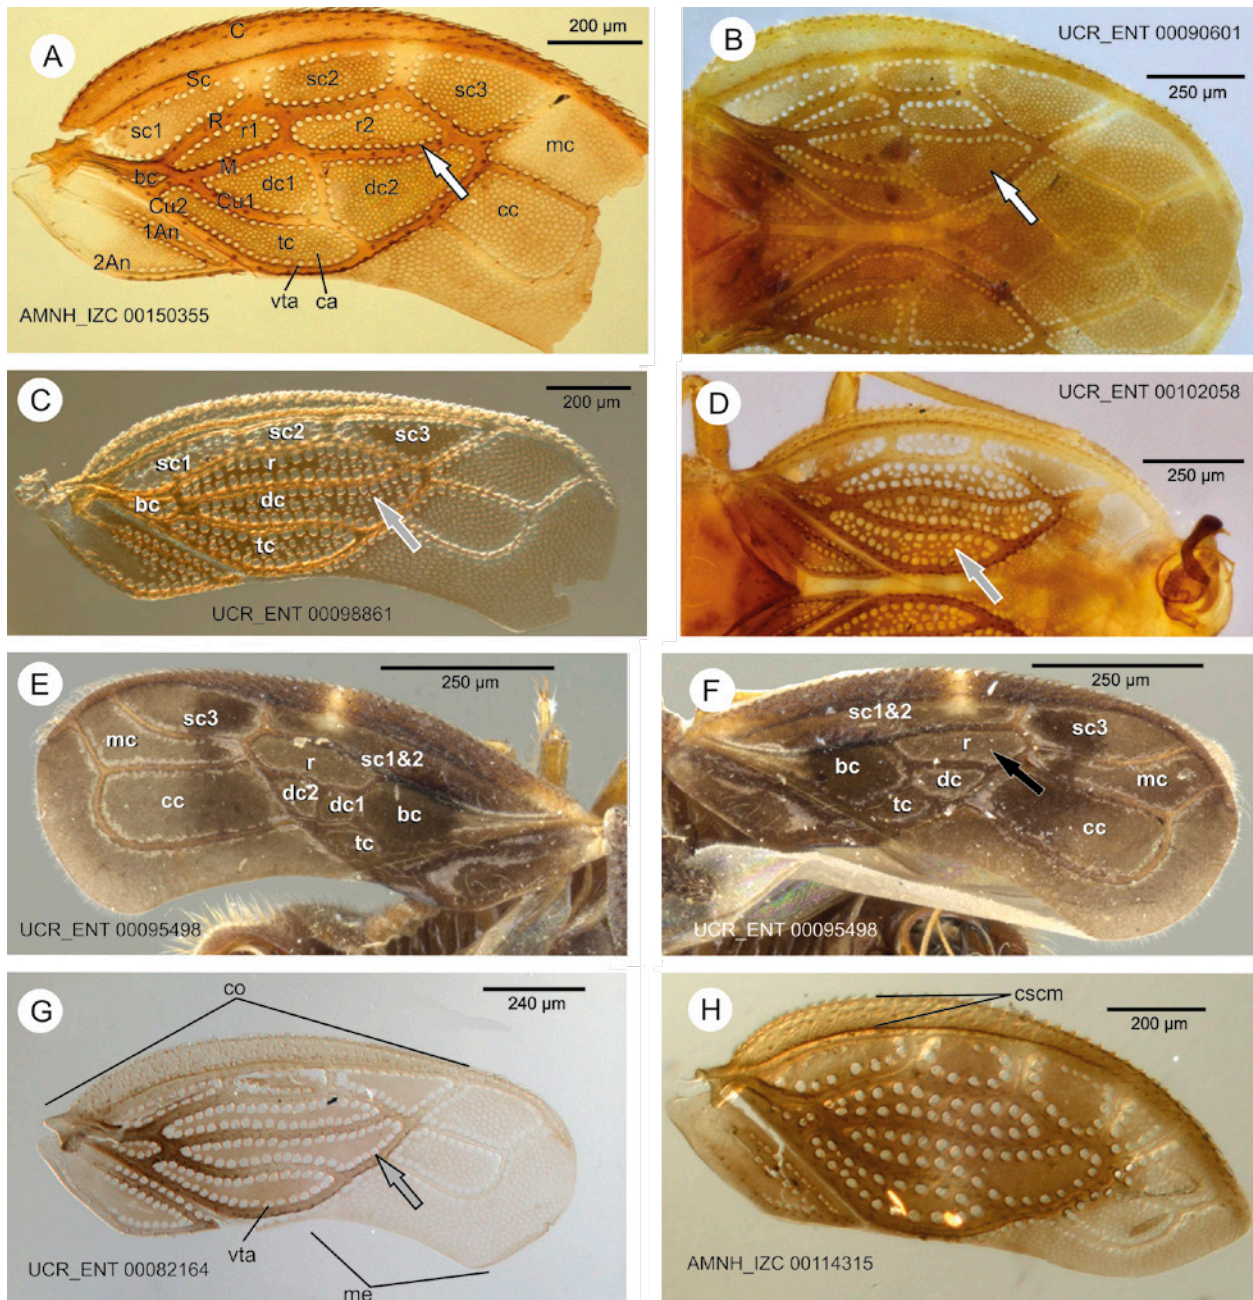 A
C
200 µm
Sc
sc2
sc3
sc1
R
r1
r2
mc
bc
M
dc1
dc2
Cu2
Cu1
cc
1An
tc
2An
vta
ca
AMNH_IZC 00150355
B
UCR_ENT 00090601
250 µm
C
200 µm
sc2
sc3
sc1
r
bc
dc
tc
UCR_ENT 00098861
D
UCR_ENT 00102058
250 µm
E
250 µm
sc3
mc
sc1&2
r
cc
dc2
dc1
bc
tc
UCR_ENT 00095498
F
250 µm
sc1&2
sc3
r
bc
dc
mc
tc
cc
UCR_ENT 00095498
G
co
240 µm
vta
UCR_ENT 00082164
me
H
cscm
200 µm
AMNH_IZC 00114315